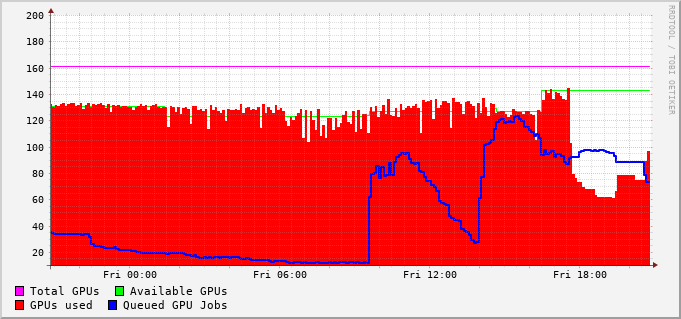 200
180
160
140
120
100
80
60
40
20
Fri 00:00 Fri 06:00 Fri 12:00 Fri 18:00
Total GPUs Available GPUs
GPUs used Queued GPU Jobs
RRDTOOL / TOBI OETIKER